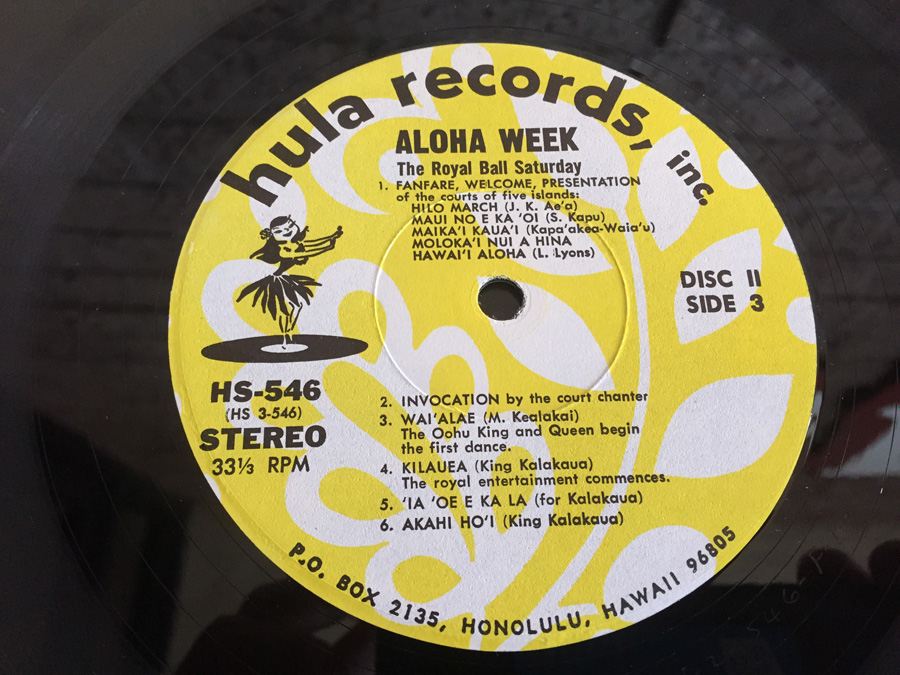 hula records, inc.
ALOHA WEEK
The Royal Ball Saturday
1. FANFARE, WELCOME, PRESENTATION
of the courts of five islands:
HILO MARCH (J. K. Ae'a)
MAUI NO E KA 'OI (S. Kapu)
MAIKA'I KAUA'I (Kapa'akea-Waia'u)
MOLOKA'I NUI A HINA
HAWAI'I ALOHA (L. Lyons)
DISC II
SIDE 3
HS-546
(HS 3-546)
STEREO
33⅓ RPM
2. INVOCATION by the court chanter
3. WAI'ALAE (M. Kealakai)
The Oohu King and Queen begin
the first dance.
4. KILAUEA (King Kalakaua)
The royal entertainment commences.
5. 'IA 'OE E KA LA (for Kalakaua)
6. AKAHI HO'I (King Kalakaua)
P.O. BOX 2135, HONOLULU, HAWAII 96805